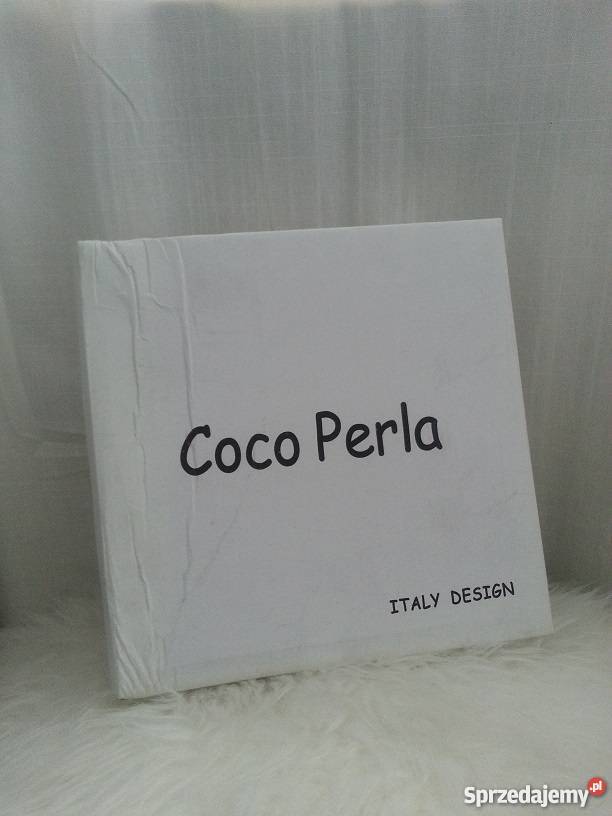 Coco Perla
ITALY DESIGN
Sprzedajemy.pl